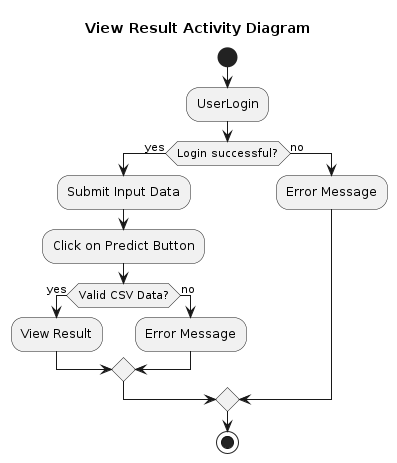 View Result Activity Diagram
UserLogin
yes
Login successful?
no
Submit Input Data
Error Message
Click on Predict Button
yes
Valid CSV Data?
no
View Result
Error Message